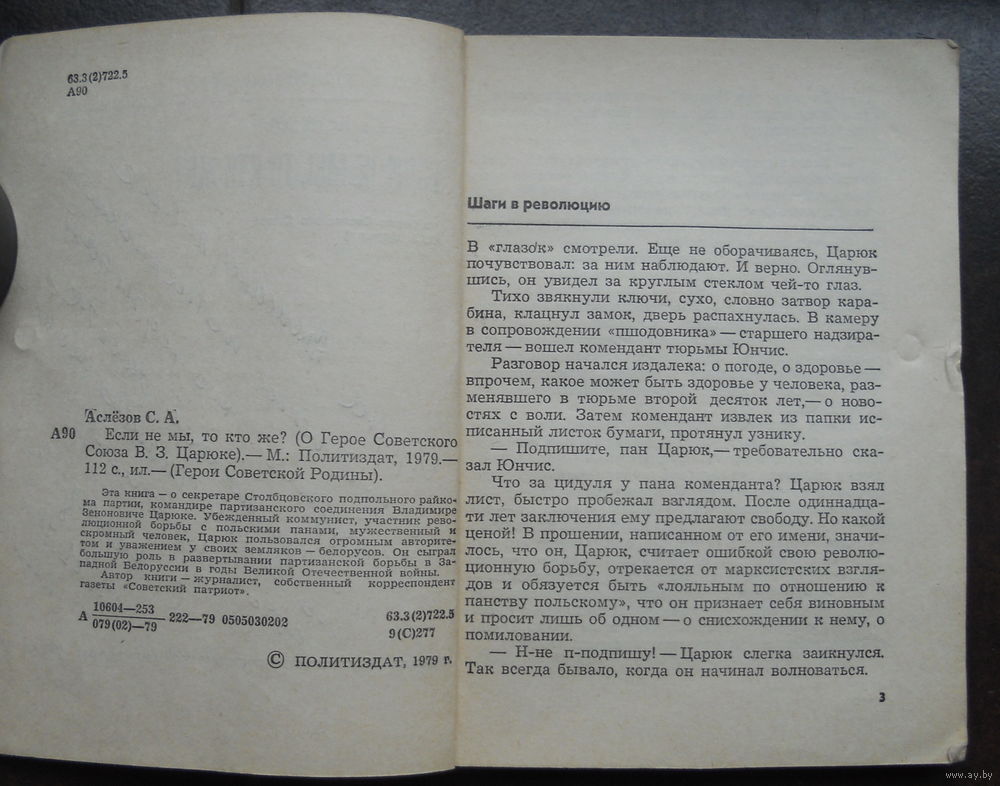 63.3(2)722.5
А90
Аслёзов С. А.
А90 Если не мы, то кто же? (О Герое Советского
Союза В. З. Царюке).— М.: Политиздат, 1979.—
112 с., ил.— (Герои Советской Родины).
Эта книга — о секретаре Столбцовского подпольного райко-
ма партии, командире партизанского соединения Владимире
Зеноновиче Царюке. Убежденный коммунист, участник рево-
люционной борьбы с польскими панами, мужественный и
скромный человек, Царюк пользовался огромным авторите-
том и уважением у своих земляков — белорусов. Он сыграл
большую роль в развертывании партизанской борьбы в За-
падной Белоруссии в годы Великой Отечественной войны.
Автор книги — журналист, собственный корреспондент
газеты «Советский патриот».
А 10604—253
079(02)—79 222—79 0505030202
63.3(2)722.5
9(С)277
© ПОЛИТИЗДАТ, 1979 г.
Шаги в революцию
В «глазок» смотрели. Еще не оборачиваясь, Царюк
почувствовал: за ним наблюдают. И верно. Оглянув-
шись, он увидел за круглым стеклом чей-то глаз.
Тихо звякнули ключи, сухо, словно затвор кара-
бина, клацнул замок, дверь распахнулась. В камеру
в сопровождении «пшодовника» — старшего надзира-
теля — вошел комендант тюрьмы Юнчис.
Разговор начался издалека: о погоде, о здоровье —
впрочем, какое может быть здоровье у человека, раз-
менявшего в тюрьме второй десяток лет,— о ново-
стях с воли. Затем комендант извлек из папки ис-
писанный листок бумаги, протянул узнику.
— Подпишите, пан Царюк,— требовательно ска-
зал Юнчис.
Что за цидуля у пана коменданта? Царюк взял
лист, быстро пробежал взглядом. После одиннадца-
ти лет заключения ему предлагают свободу. Но какой
ценой! В прошении, написанном от его имени, значи-
лось, что он, Царюк, считает ошибкой свою револю-
ционную борьбу, отрекается от марксистских взгля-
дов и обязуется быть «лояльным по отношению к
панству польскому», что он признает себя виновным
и просит лишь об одном — о снисхождении к нему, о
помиловании.
— Н-не п-подпишу! — Царюк слегка заикнулся.
Так всегда бывало, когда он начинал волноваться.
3
www.ay.by